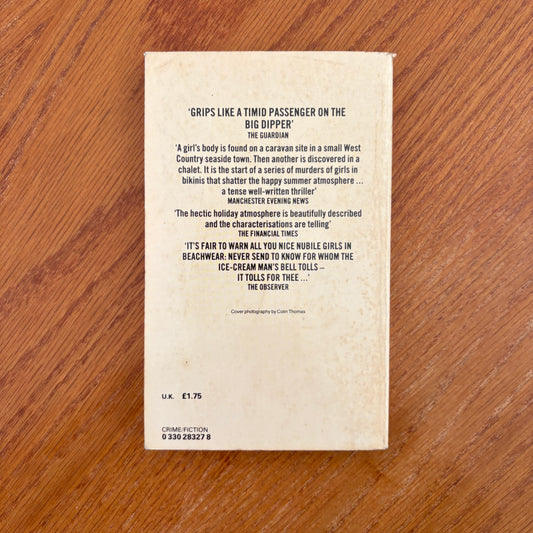 ‘GRIPS LIKE A TIMID PASSENGER ON THE
BIG DIPPER’
THE GUARDIAN
‘A girl’s body is found on a caravan site in a small West
Country seaside town. Then another is discovered in a
chalet. It is the start of a series of murders of girls in
bikinis that shatter the happy summer atmosphere ...
a tense well-written thriller’
MANCHESTER EVENING NEWS
‘The hectic holiday atmosphere is beautifully described
and the characterisations are telling’
THE FINANCIAL TIMES
‘IT’S FAIR TO WARN ALL YOU NICE NUBILE GIRLS IN
BEACHWEAR: NEVER SEND TO KNOW FOR WHOM THE
ICE-CREAM MAN’S BELL TOLLS –
IT TOLLS FOR THEE ...’
THE OBSERVER
Cover photography by Colin Thomas
U.K. £1.75
CRIME/FICTION
0 330 28327 8